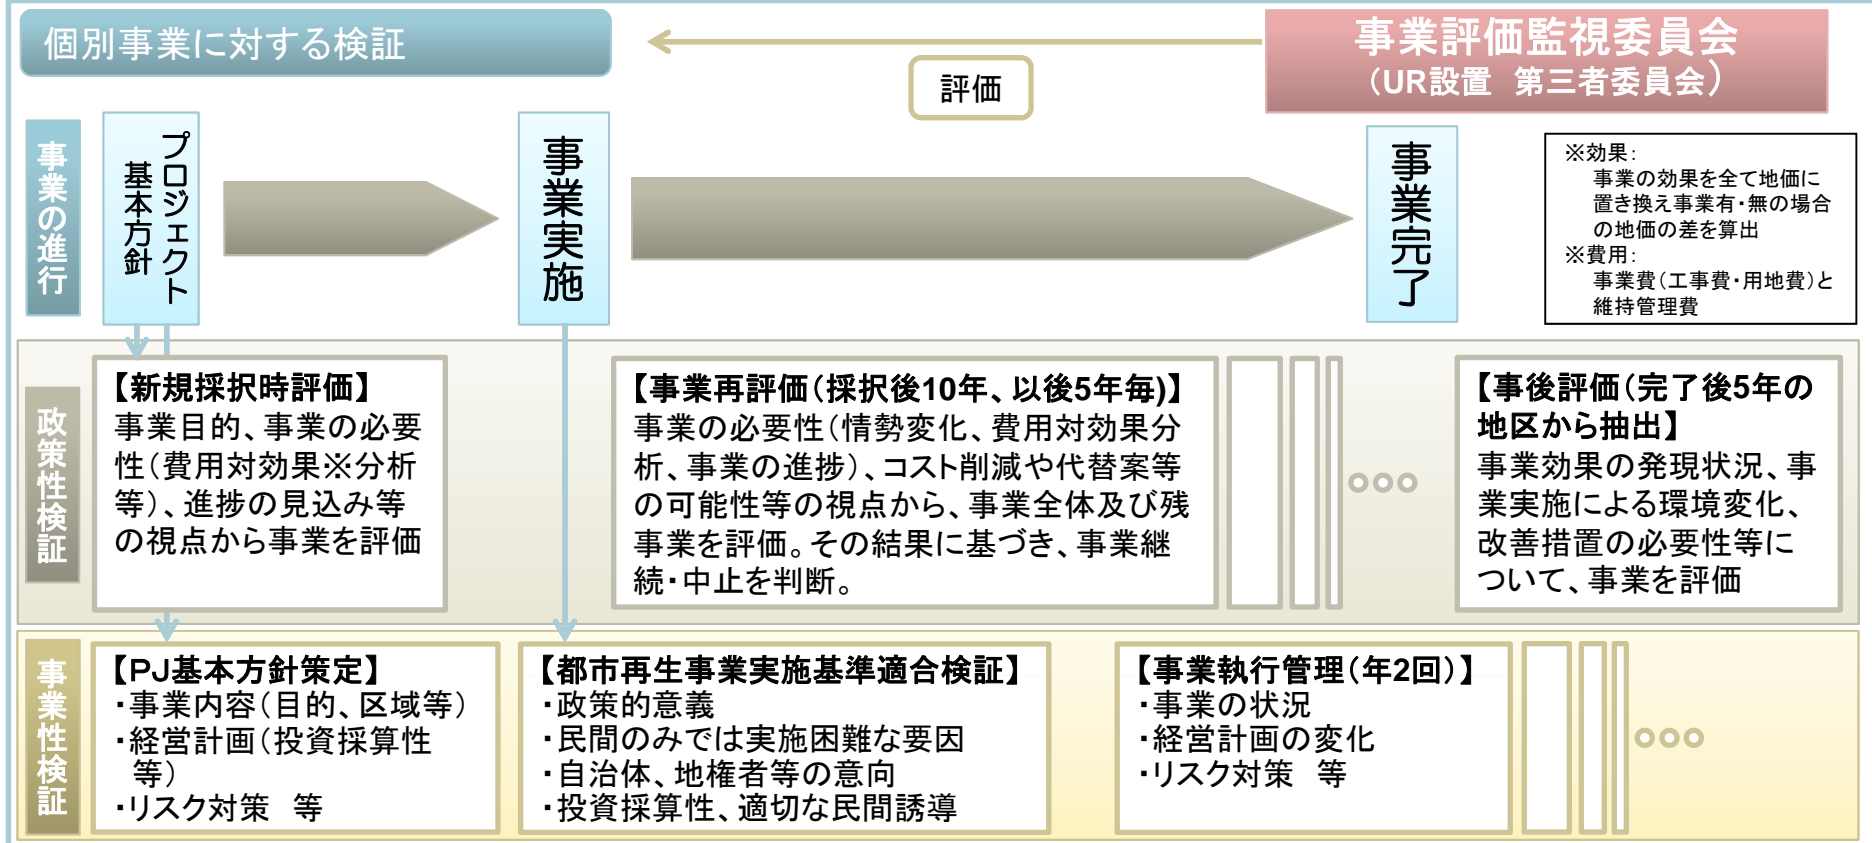 個別事業に対する検証
評価
事業評価監視委員会
（UR設置　第三者委員会）
事業の進行
プロジェクト
基本方針
事業実施
事業完了
※効果：
事業の効果を全て地価に
置き換え事業有・無の場合
の地価の差を算出
※費用：
事業費（工事費・用地費）と
維持管理費
政策性検証
【新規採択時評価】
事業目的、事業の必要
性（費用対効果※分析
等）、進捗の見込み等
の視点から事業を評価
【事業再評価（採択後10年、以後5年毎)】
事業の必要性（情勢変化、費用対効果分
析、事業の進捗）、コスト削減や代替案等
の可能性等の視点から、事業全体及び残
事業を評価。その結果に基づき、事業継
続・中止を判断。
【事後評価（完了後5年の
地区から抽出】
事業効果の発現状況、事
業実施による環境変化、
改善措置の必要性等に
ついて、事業を評価
事業性検証
【PJ基本方針策定】
・事業内容（目的、区域等）
・経営計画（投資採算性
等）
・リスク対策　等
【都市再生事業実施基準適合検証】
・政策的意義
・民間のみでは実施困難な要因
・自治体、地権者等の意向
・投資採算性、適切な民間誘導
【事業執行管理（年2回）】
・事業の状況
・経営計画の変化
・リスク対策　等